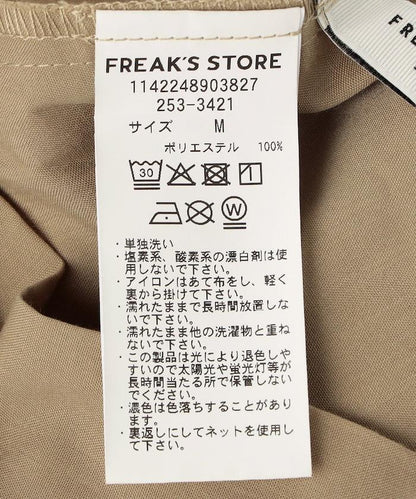 FREAK'S STORE
1142248903827
253-3421
サイズ M
ポリエステル 100%
30
W
・単独洗い
・塩素系、酸素系の漂白剤は使
用しないで下さい。
・アイロンはあて布をし、軽く
裏から掛けて下さい。
・濡れたままで長時間放置しな
いで下さい。
・濡れたまま他の洗濯物と重ね
ないで下さい。
・この製品は光により退色しや
すいので太陽光や蛍光灯等が
長時間当たる所で保管しない
でください。
・濃色は色落ちすることがあり
ます。
・裏返しにしてネットを使用し
て下さい。
FRE